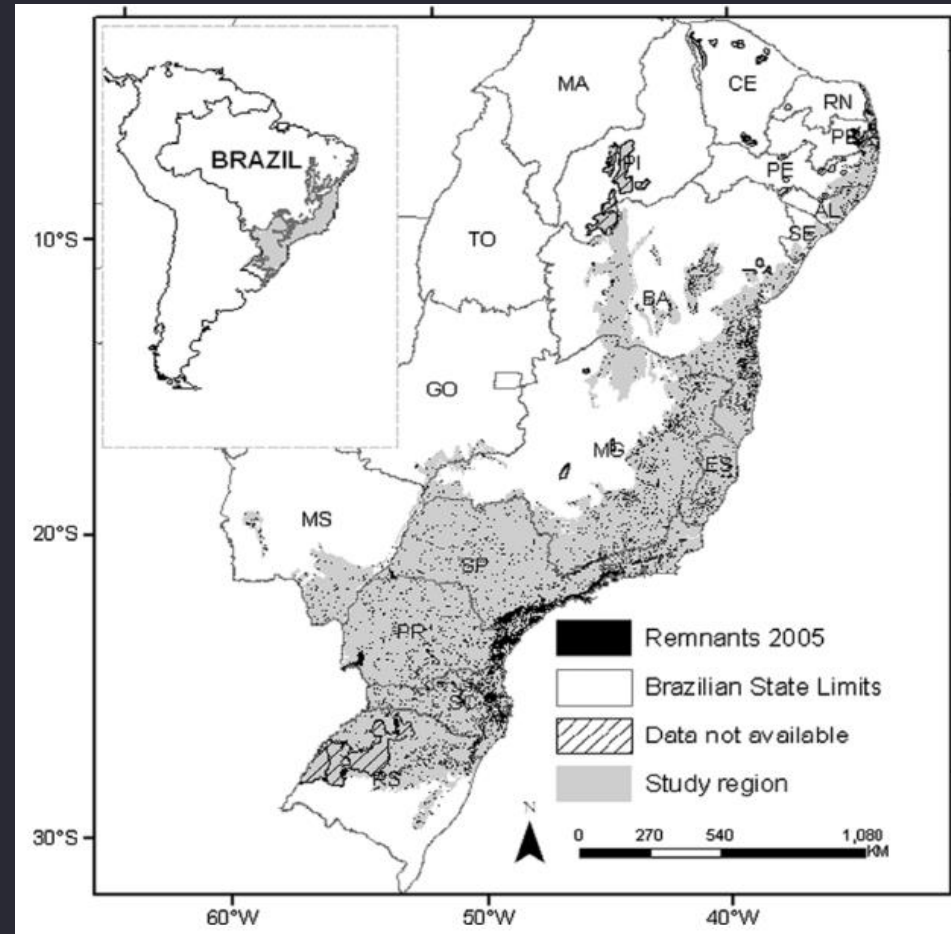 BRAZIL
MA
CE
RN
PB
PI
PE
AL
SE
10°S
TO
BA
GO
MG
ES
MS
20°S
SP
PR
SC
RS
30°S
Remnants 2005
Brazilian State Limits
Data not available
Study region
N
0 270 540 1,080
KM
60°W 50°W 40°W